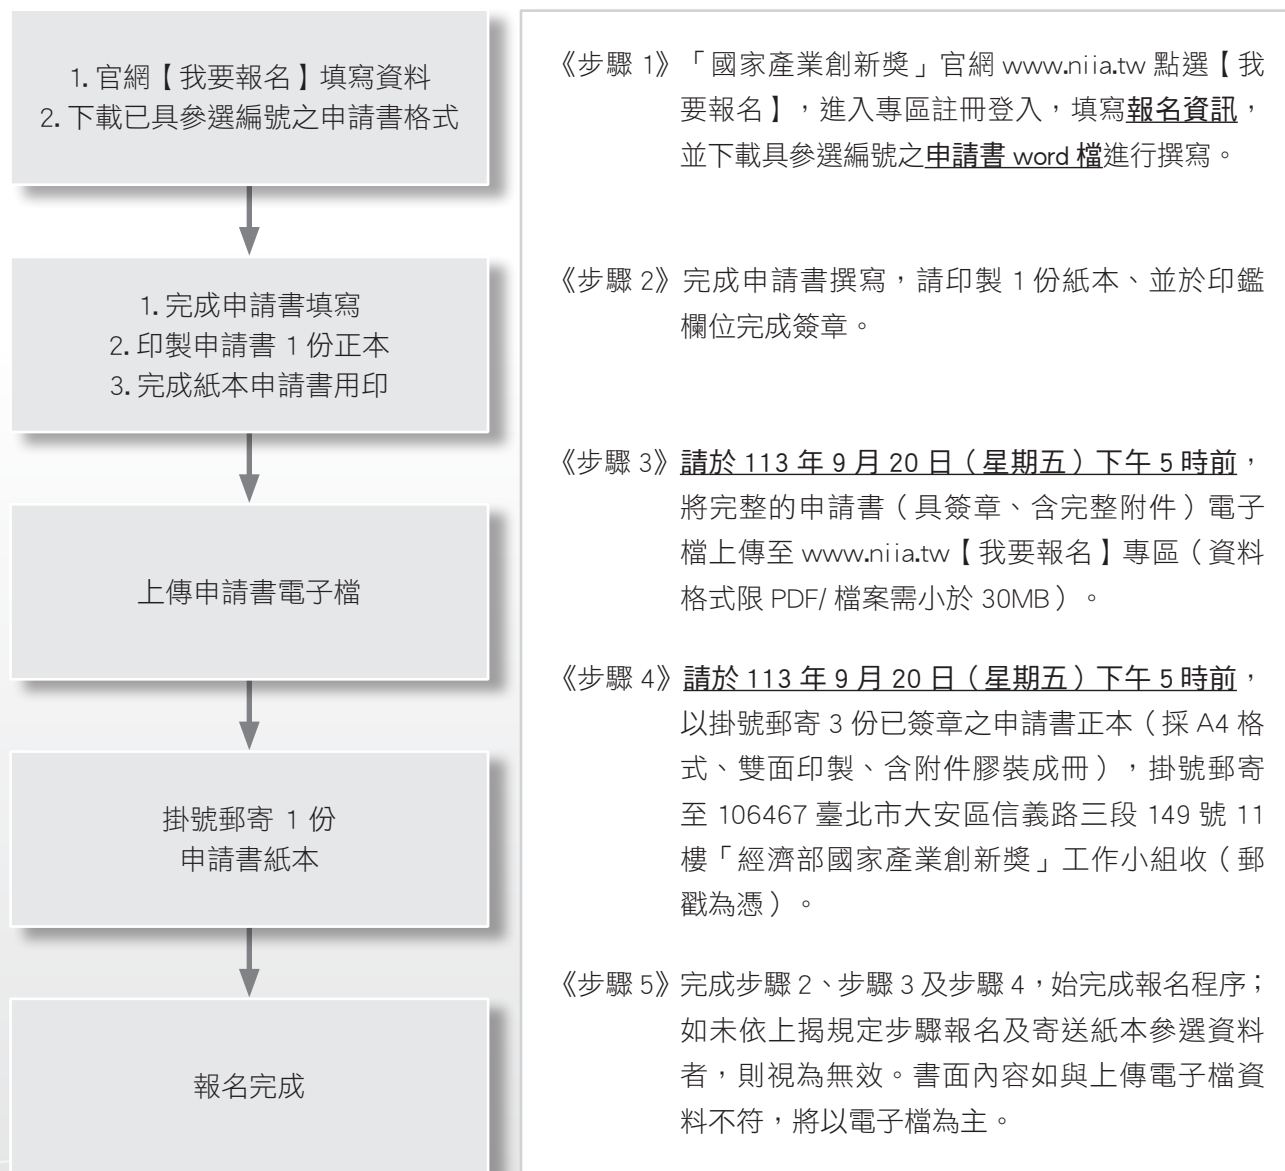 1. 官網【我要報名】填寫資料
2. 下載已具參選編號之申請書格式
1. 完成申請書填寫
2. 印製申請書 1 份正本
3. 完成紙本申請書用印
上傳申請書電子檔
掛號郵寄 1 份
申請書紙本
報名完成
《步驟 1》「國家產業創新獎」官網 www.niia.tw 點選【我
要報名】，進入專區註冊登入，填寫報名資訊，
並下載具參選編號之申請書 word 檔進行撰寫。
《步驟 2》完成申請書撰寫，請印製 1 份紙本、並於印鑑
欄位完成簽章。
《步驟 3》請於 113 年 9 月 20 日（星期五）下午 5 時前，
將完整的申請書（具簽章、含完整附件）電子
檔上傳至 www.niia.tw【我要報名】專區（資料
格式限 PDF/ 檔案需小於 30MB）。
《步驟 4》請於 113 年 9 月 20 日（星期五）下午 5 時前，
以掛號郵寄 3 份已簽章之申請書正本（採 A4 格
式、雙面印製、含附件膠裝成冊），掛號郵寄
至 106467 臺北市大安區信義路三段 149 號 11
樓「經濟部國家產業創新獎」工作小組收（郵
戳為憑）。
《步驟 5》完成步驟 2、步驟 3 及步驟 4，始完成報名程序；
如未依上揭規定步驟報名及寄送紙本參選資料
者，則視為無效。書面內容如與上傳電子檔資
料不符，將以電子檔為主。